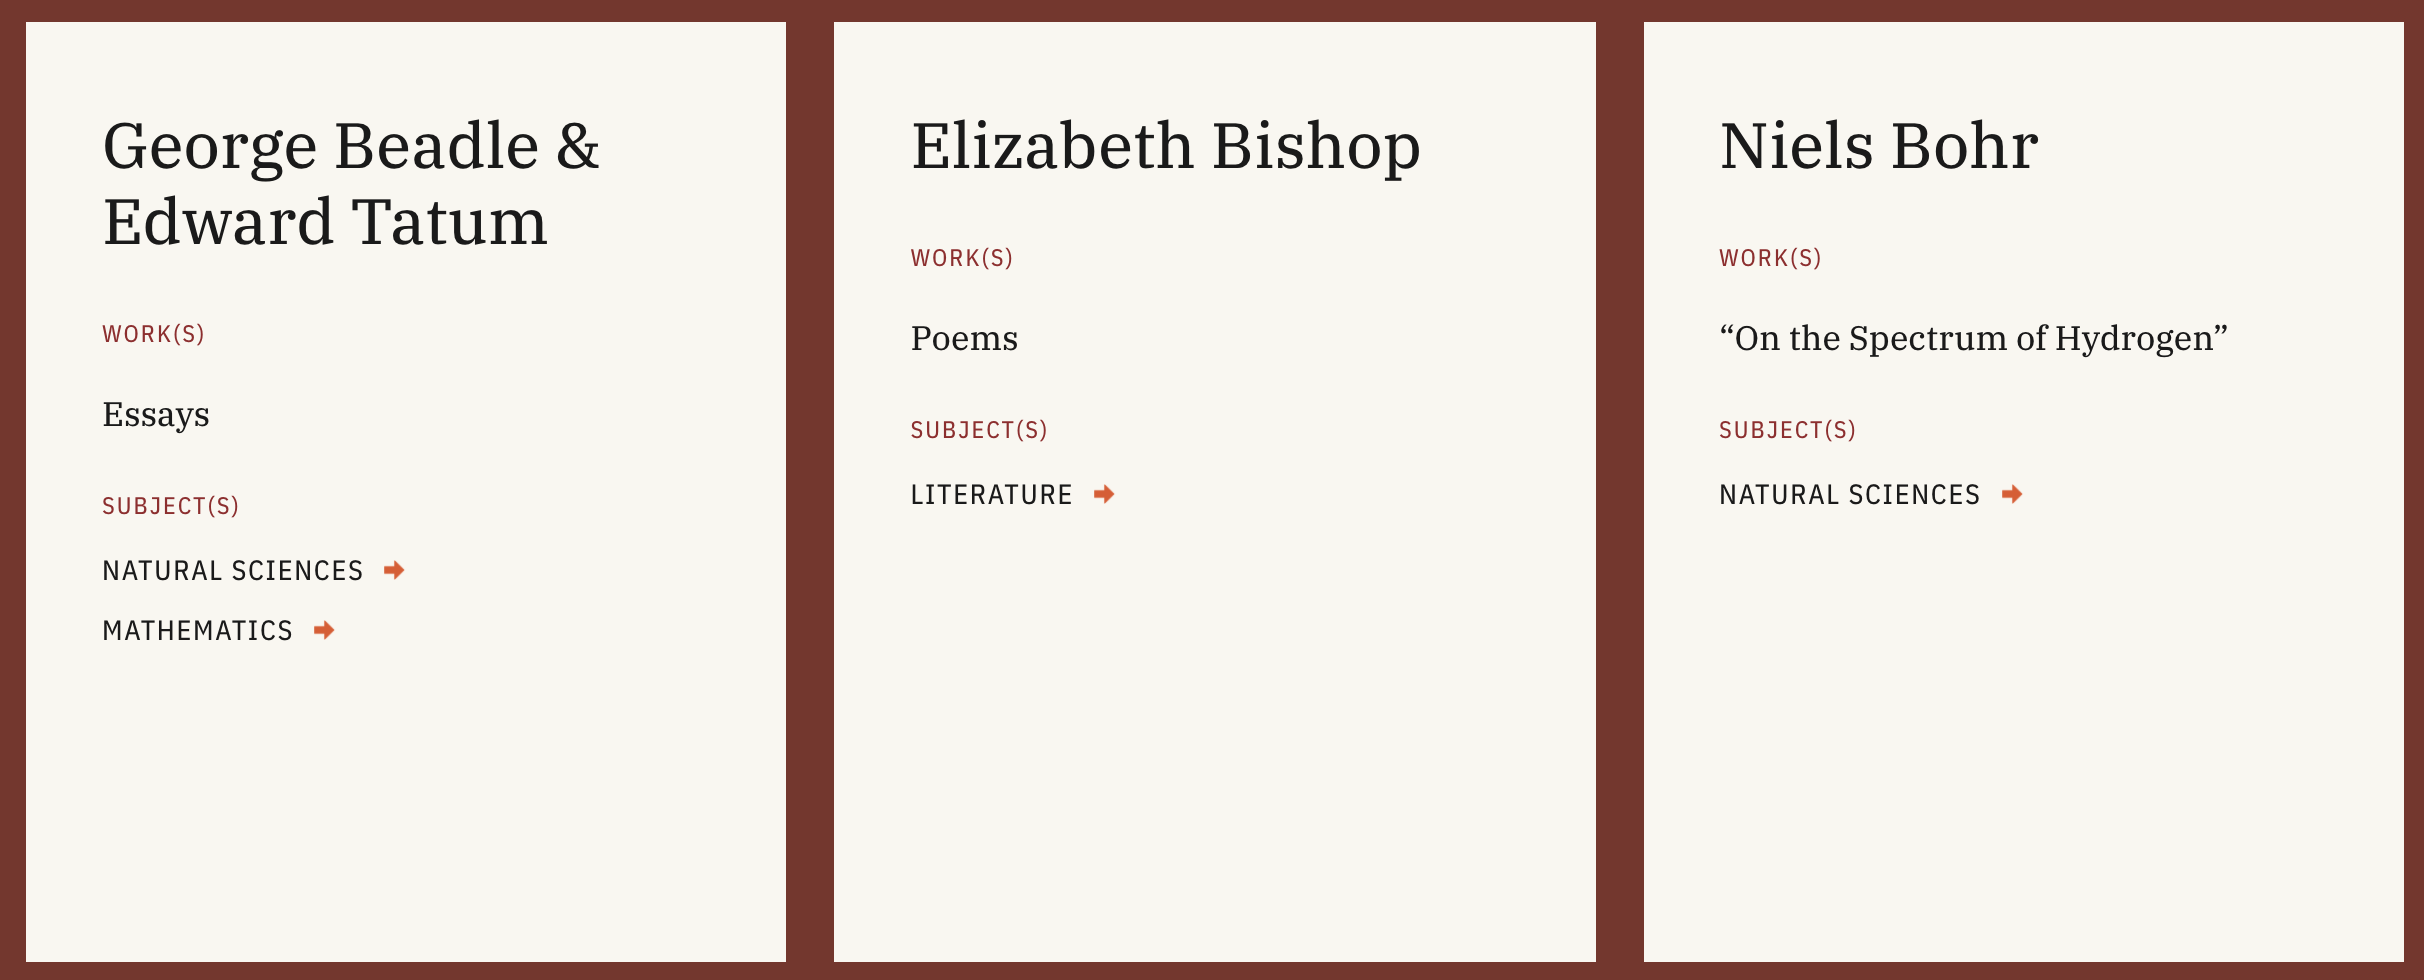 George Beadle &
Edward Tatum
WORK(S)
Essays
SUBJECT(S)
NATURAL SCIENCES
MATHEMATICS
Elizabeth Bishop
WORK(S)
Poems
SUBJECT(S)
LITERATURE
Niels Bohr
WORK(S)
“On the Spectrum of Hydrogen”
SUBJECT(S)
NATURAL SCIENCES